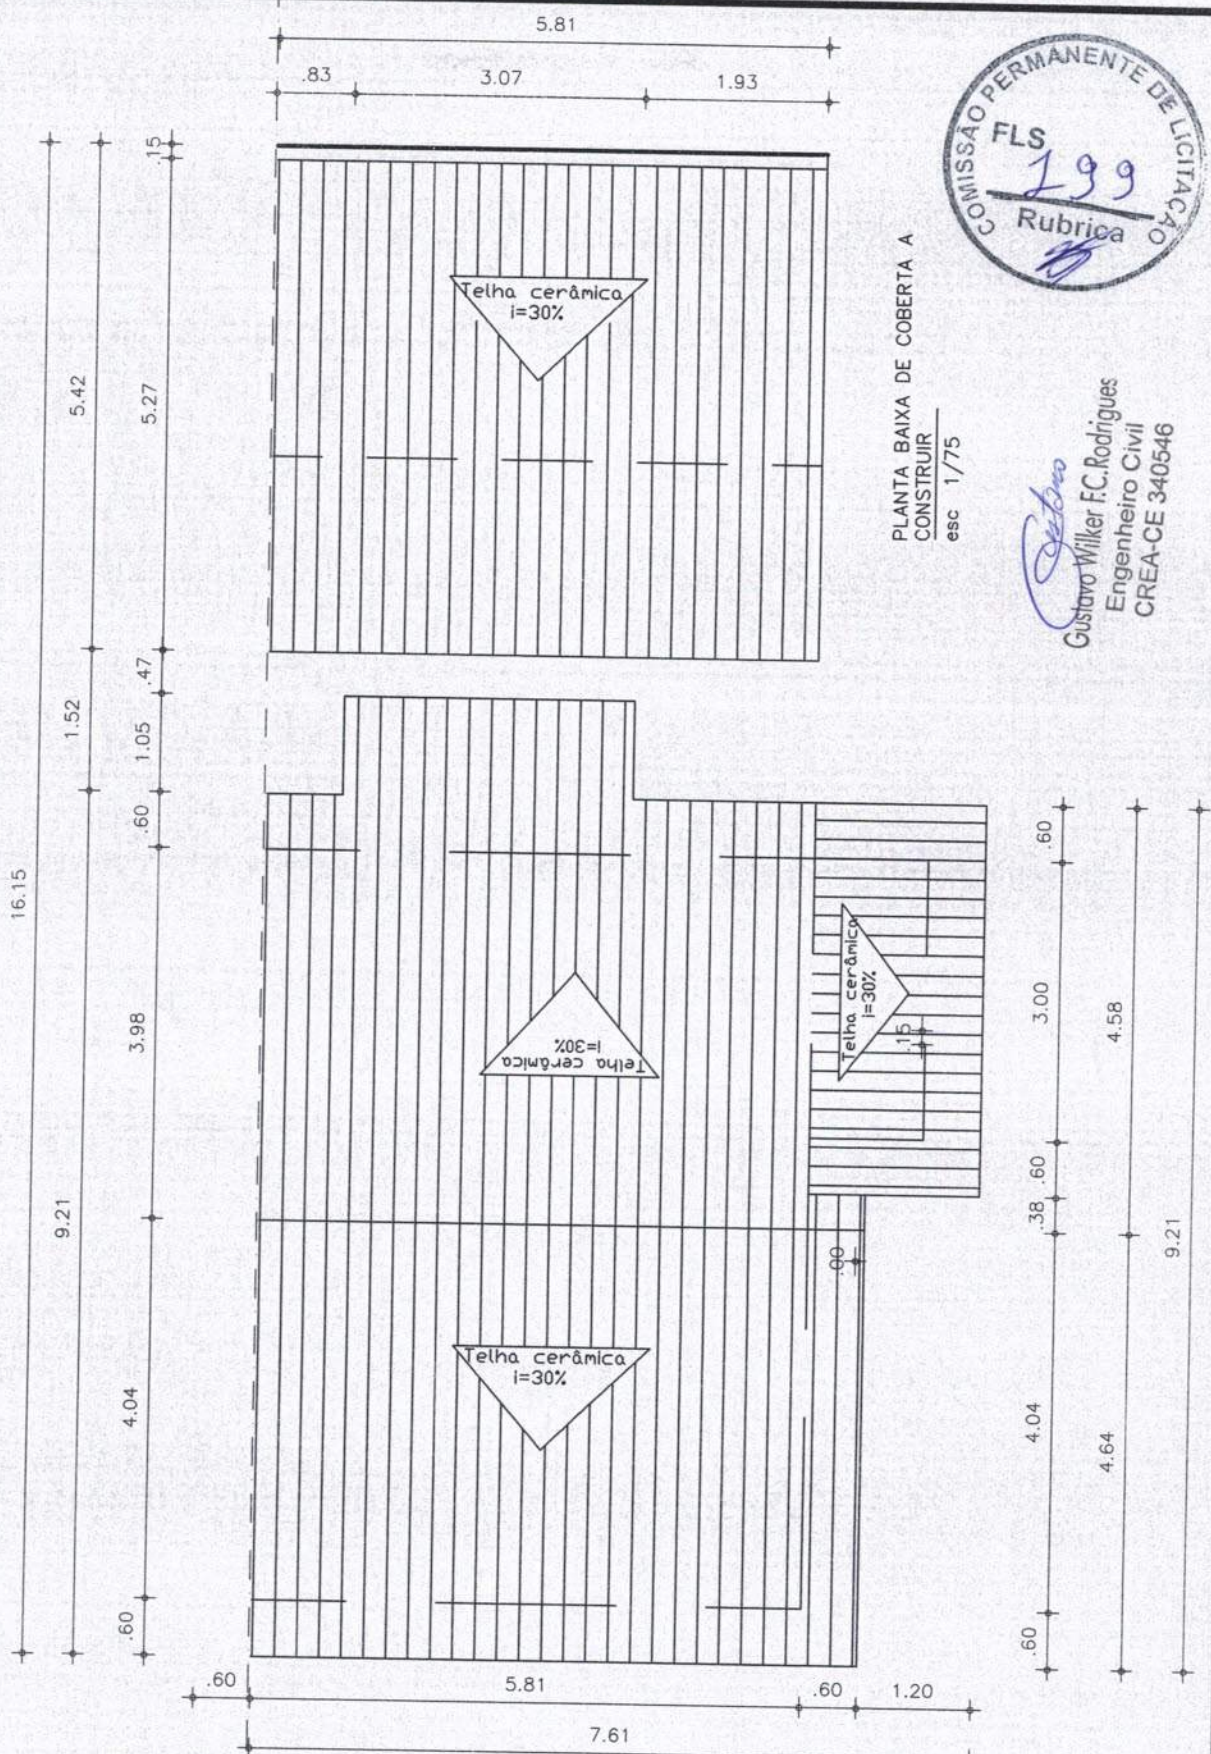 5.81
.83
3.07
1.93
.15
5.42
5.27
1.52
.47
1.05
.60
16.15
3.98
9.21
4.04
.60
Telha cerâmica
i=30%
Telha cerâmica
i=30%
Telha cerâmica
i=30%
.15
.00
Telha cerâmica
i=30%
COMISSÃO PERMANENTE DE LICITAÇÃO
FLS
199
Rubrica
PLANTA BAIXA DE COBERTA A
CONSTRUIR
esc 1/75
Gustavo
Gustavo Wilker F.C.Rodrigues
Engenheiro Civil
CREA-CE 340546
.60
3.00
4.58
.60
.38
9.21
4.04
4.64
.60
.60
5.81
.60
1.20
7.61